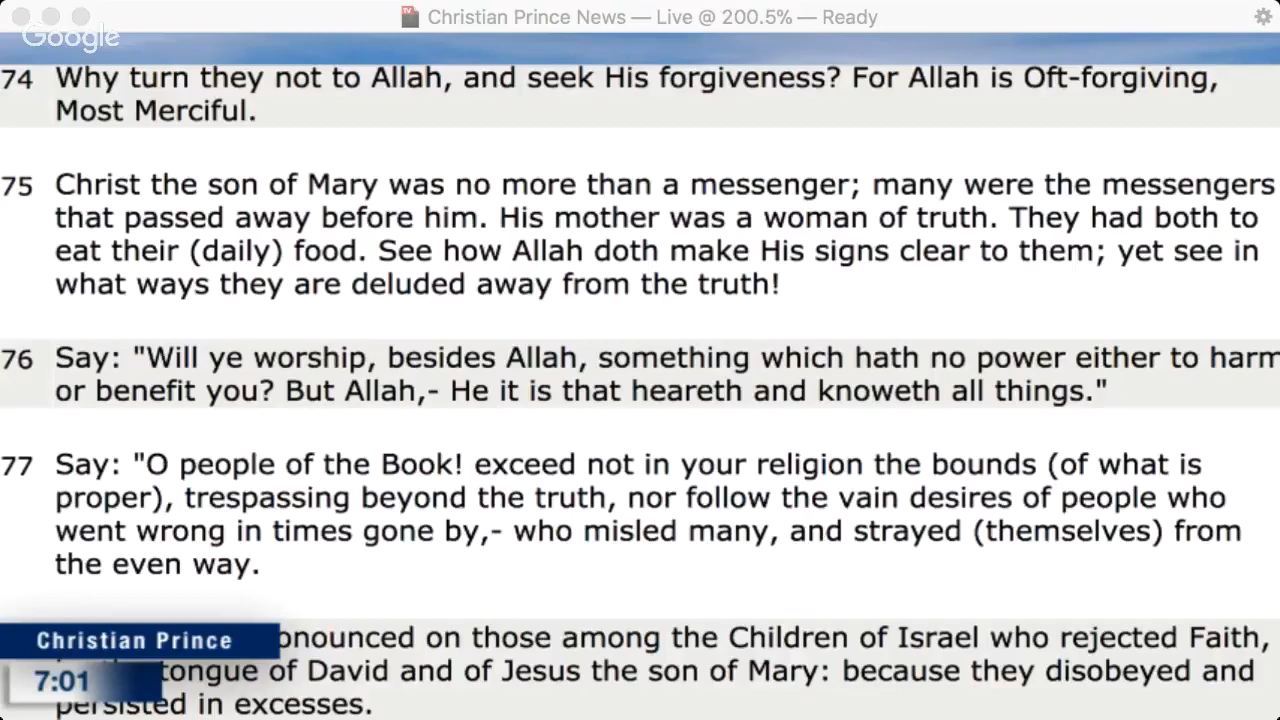 Christian Prince News — Live @ 200.5% — Ready
Google
74 Why turn they not to Allah, and seek His forgiveness? For Allah is Oft-forgiving,
Most Merciful.
75 Christ the son of Mary was no more than a messenger; many were the messengers
that passed away before him. His mother was a woman of truth. They had both to
eat their (daily) food. See how Allah doth make His signs clear to them; yet see in
what ways they are deluded away from the truth!
76 Say: "Will ye worship, besides Allah, something which hath no power either to harm
or benefit you? But Allah,- He it is that heareth and knoweth all things."
77 Say: "O people of the Book! exceed not in your religion the bounds (of what is
proper), trespassing beyond the truth, nor follow the vain desires of people who
went wrong in times gone by,- who misled many, and strayed (themselves) from
the even way.
Christian Prince
onounced on those among the Children of Israel who rejected Faith,
7:01
tongue of David and of Jesus the son of Mary: because they disobeyed and
persisted in excesses.